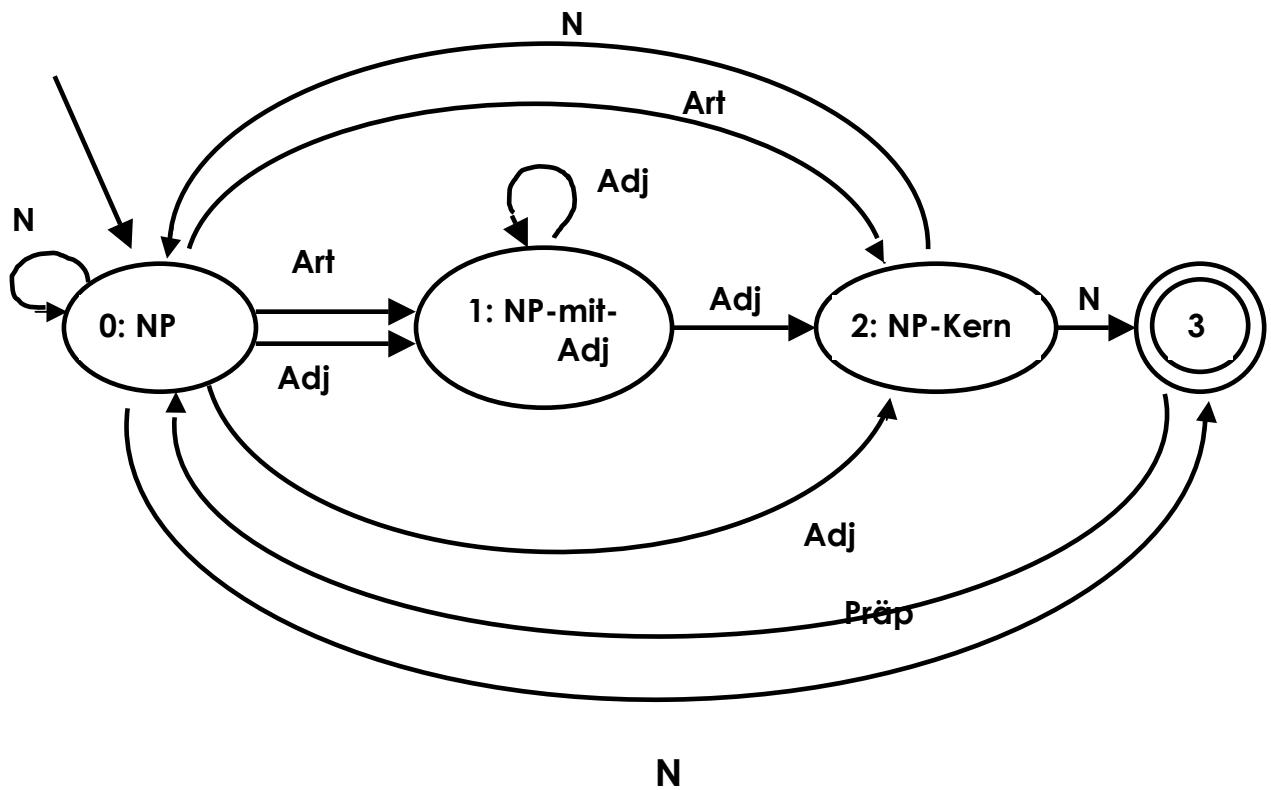 N
Art
Adj
N
Art
0: NP
1: NP-mit-
Adj
Adj
2: NP-Kern
N
3
Adj
Adj
Präp
N